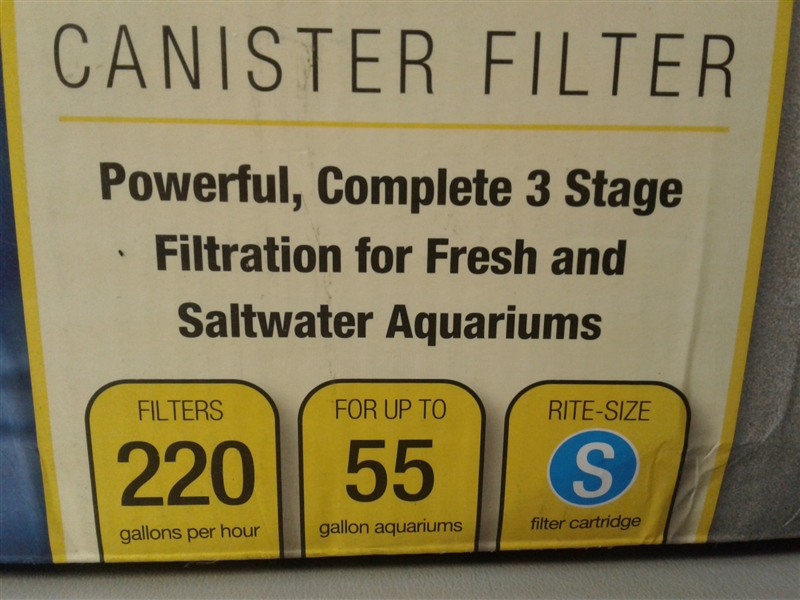 CANISTER FILTER
Powerful, Complete 3 Stage
Filtration for Fresh and
Saltwater Aquariums
FILTERS
220
gallons per hour
FOR UP TO
55
gallon aquariums
RITE-SIZE
S
filter cartridge